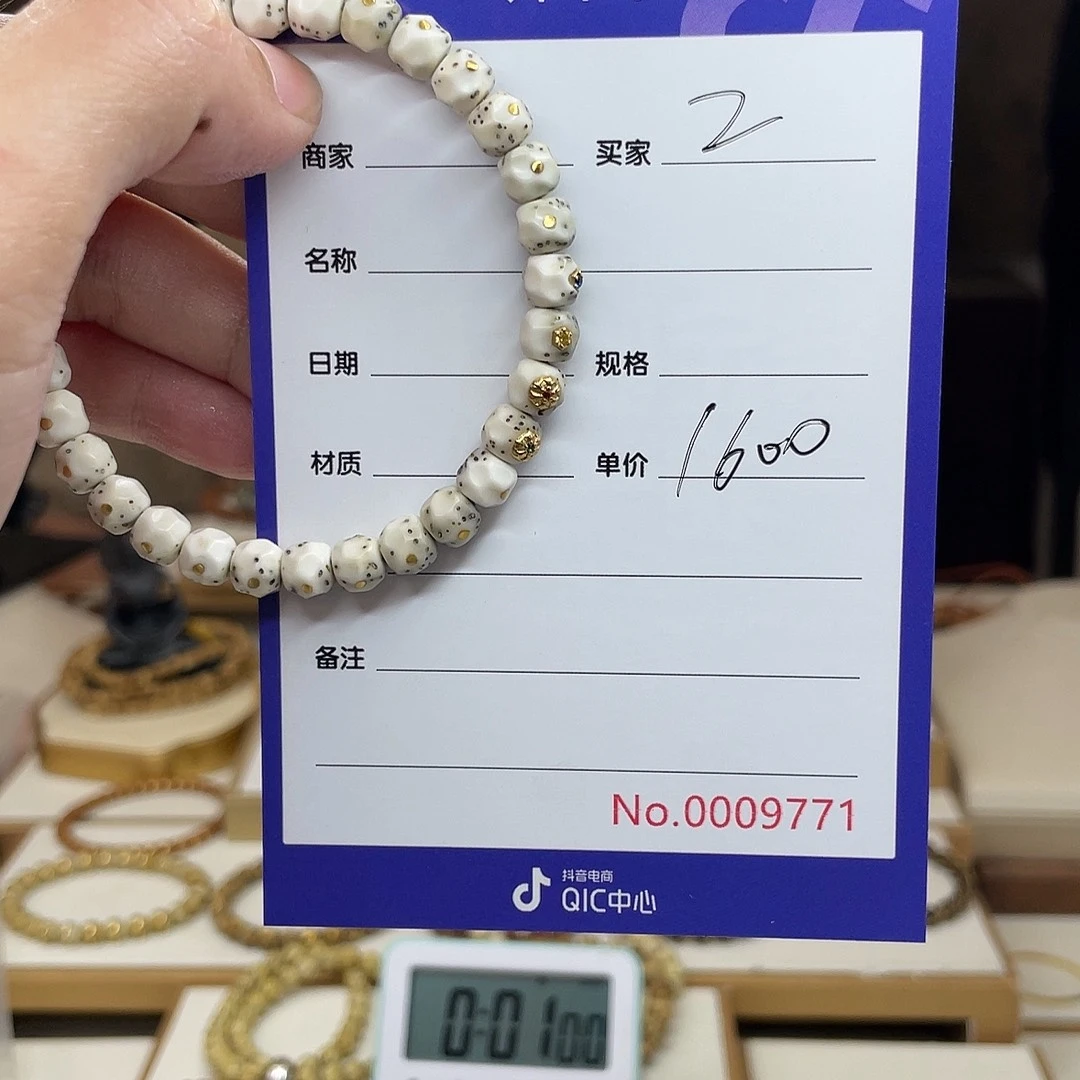 商家 买家 2
名称
日期 规格
材质 单价 1600
备注
No.0009771
抖音电商
QIC中心
0:01 00